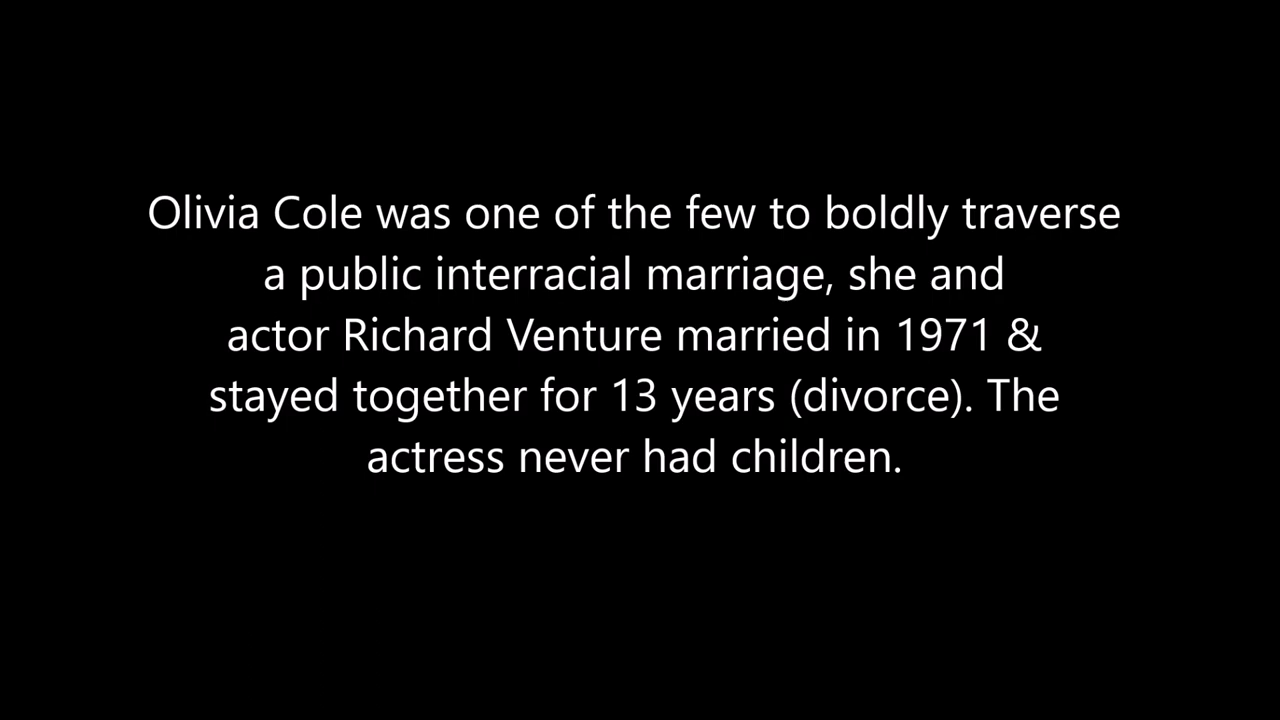 Olivia Cole was one of the few to boldly traverse
a public interracial marriage, she and
actor Richard Venture married in 1971 &
stayed together for 13 years (divorce). The
actress never had children.